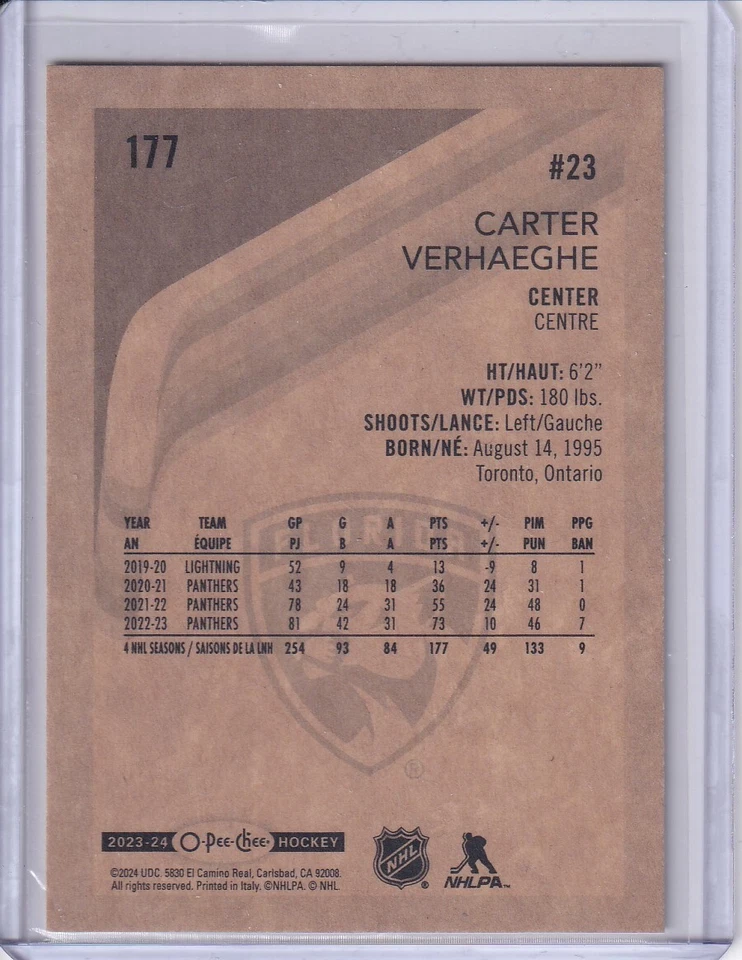 177
#23
CARTER
VERHAEGHE
CENTER
CENTRE
HT/HAUT: 6'2"
WT/PDS: 180 lbs.
SHOOTS/LANCE: Left/Gauche
BORN/NÉ: August 14, 1995
Toronto, Ontario
FLORIDA
YEAR TEAM GP G A PTS +/- PIM PPG
AN ÉQUIPE PJ B A PTS +/- PUN BAN
2019-20 LIGHTNING 52 9 4 13 -9 8 1
2020-21 PANTHERS 43 18 18 36 24 31 1
2021-22 PANTHERS 78 24 31 55 24 48 0
2022-23 PANTHERS 81 42 31 73 10 46 7
4 NHL SEASONS / SAISONS DE LA LNH 254 93 84 177 49 133 9
®
2023-24 O-Pee-Chee HOCKEY
©2024 UDC. 5830 El Camino Real, Carlsbad, CA 92008.
All rights reserved. Printed in Italy. ©NHLPA. © NHL.
NHL ®
NHLPA™